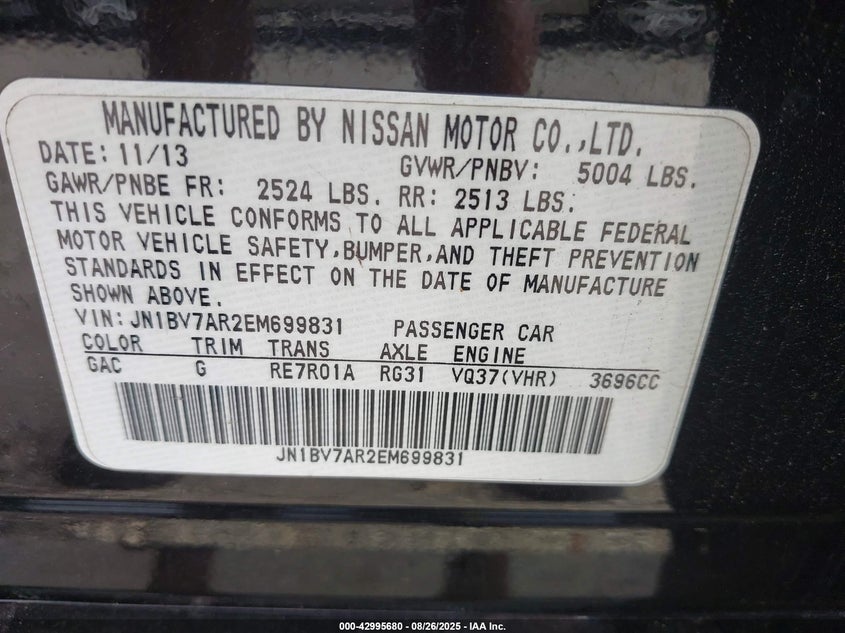 MANUFACTURED BY NISSAN MOTOR CO.,LTD.
DATE: 11/13 GVWR/PNBV: 5004 LBS.
GAWR/PNBE FR: 2524 LBS. RR: 2513 LBS.
THIS VEHICLE CONFORMS TO ALL APPLICABLE FEDERAL
MOTOR VEHICLE SAFETY,BUMPER,AND THEFT PREVENTION
STANDARDS IN EFFECT ON THE DATE OF MANUFACTURE
SHOWN ABOVE.
VIN:JN1BV7AR2EM699831 PASSENGER CAR
COLOR TRIM TRANS AXLE ENGINE
GAC G RE7R01A RG31 VQ37(VHR) 3696CC
JN1BV7AR2EM699831
000-42995680 - 08/26/2025 - IAA Inc.